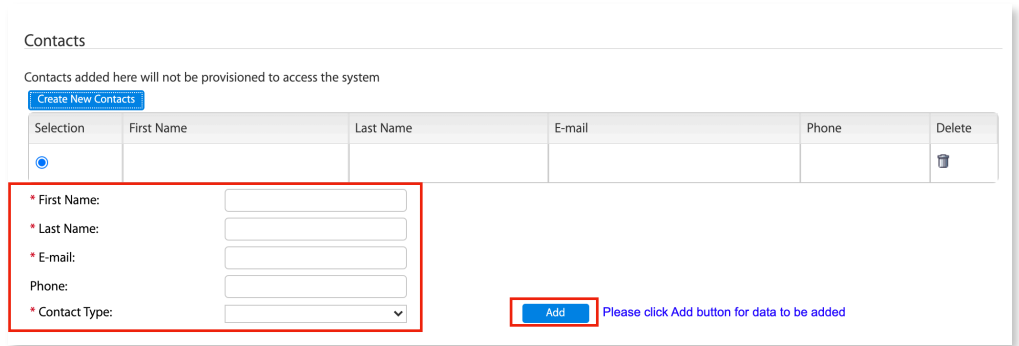 Contacts
Contacts added here will not be provisioned to access the system
Create New Contacts
Selection First Name Last Name E-mail Phone Delete
* First Name:
* Last Name:
* E-mail:
Phone:
* Contact Type:
Add Please click Add button for data to be added